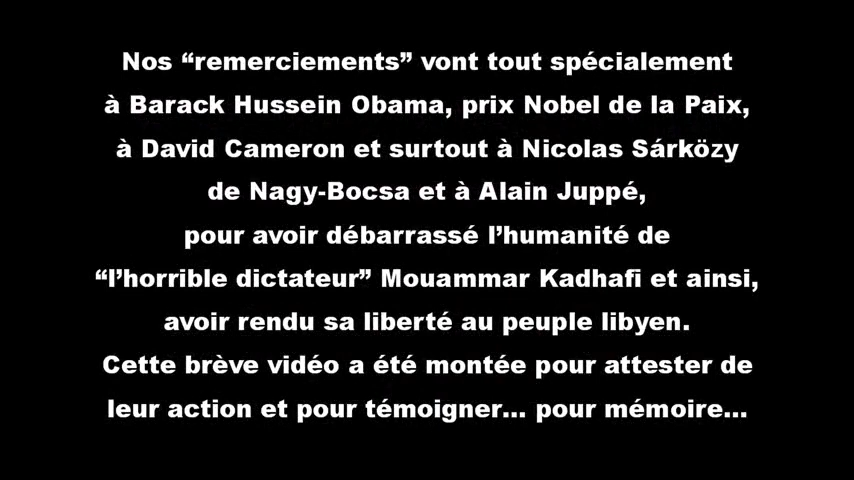 Nos “remerciements” vont tout spécialement
à Barack Hussein Obama, prix Nobel de la Paix,
à David Cameron et surtout à Nicolas Sárközy
de Nagy-Bocsa et à Alain Juppé,
pour avoir débarrassé l’humanité de
“l’horrible dictateur” Mouammar Kadhafi et ainsi,
avoir rendu sa liberté au peuple libyen.
Cette brève vidéo a été montée pour attester de
leur action et pour témoigner... pour mémoire...